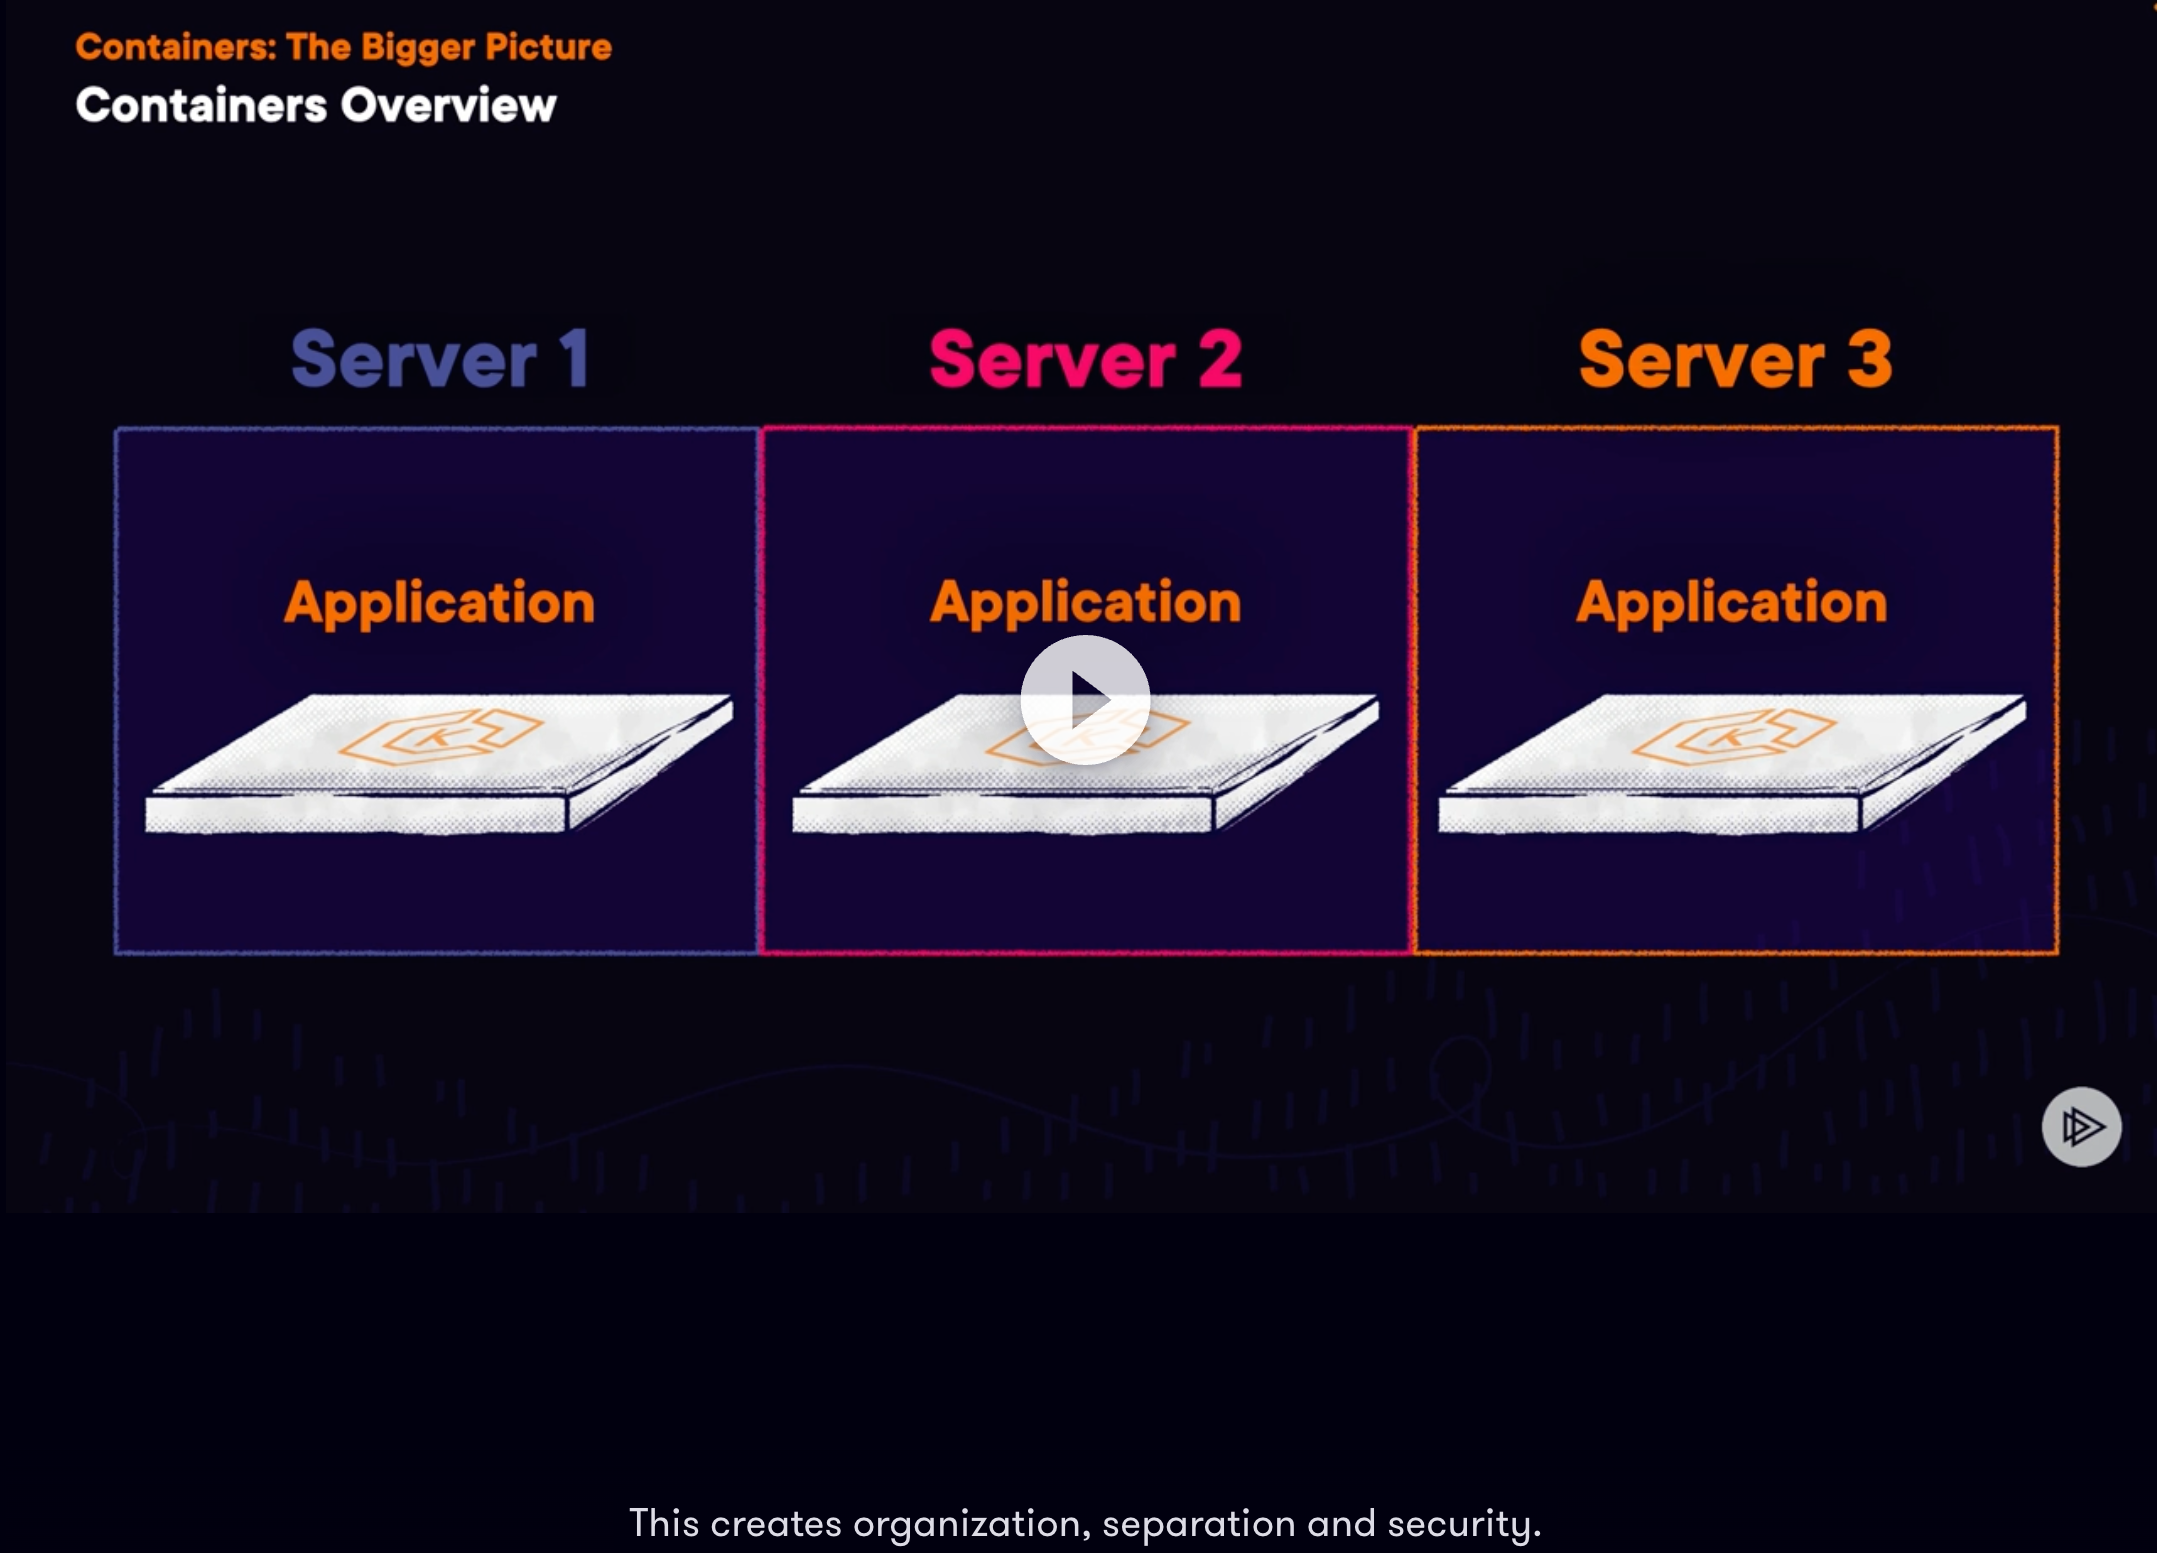 Containers: The Bigger Picture
Containers Overview
Server 1
Server 2
Server 3
Application
Application
Application
K
K
K
This creates organization, separation and security.